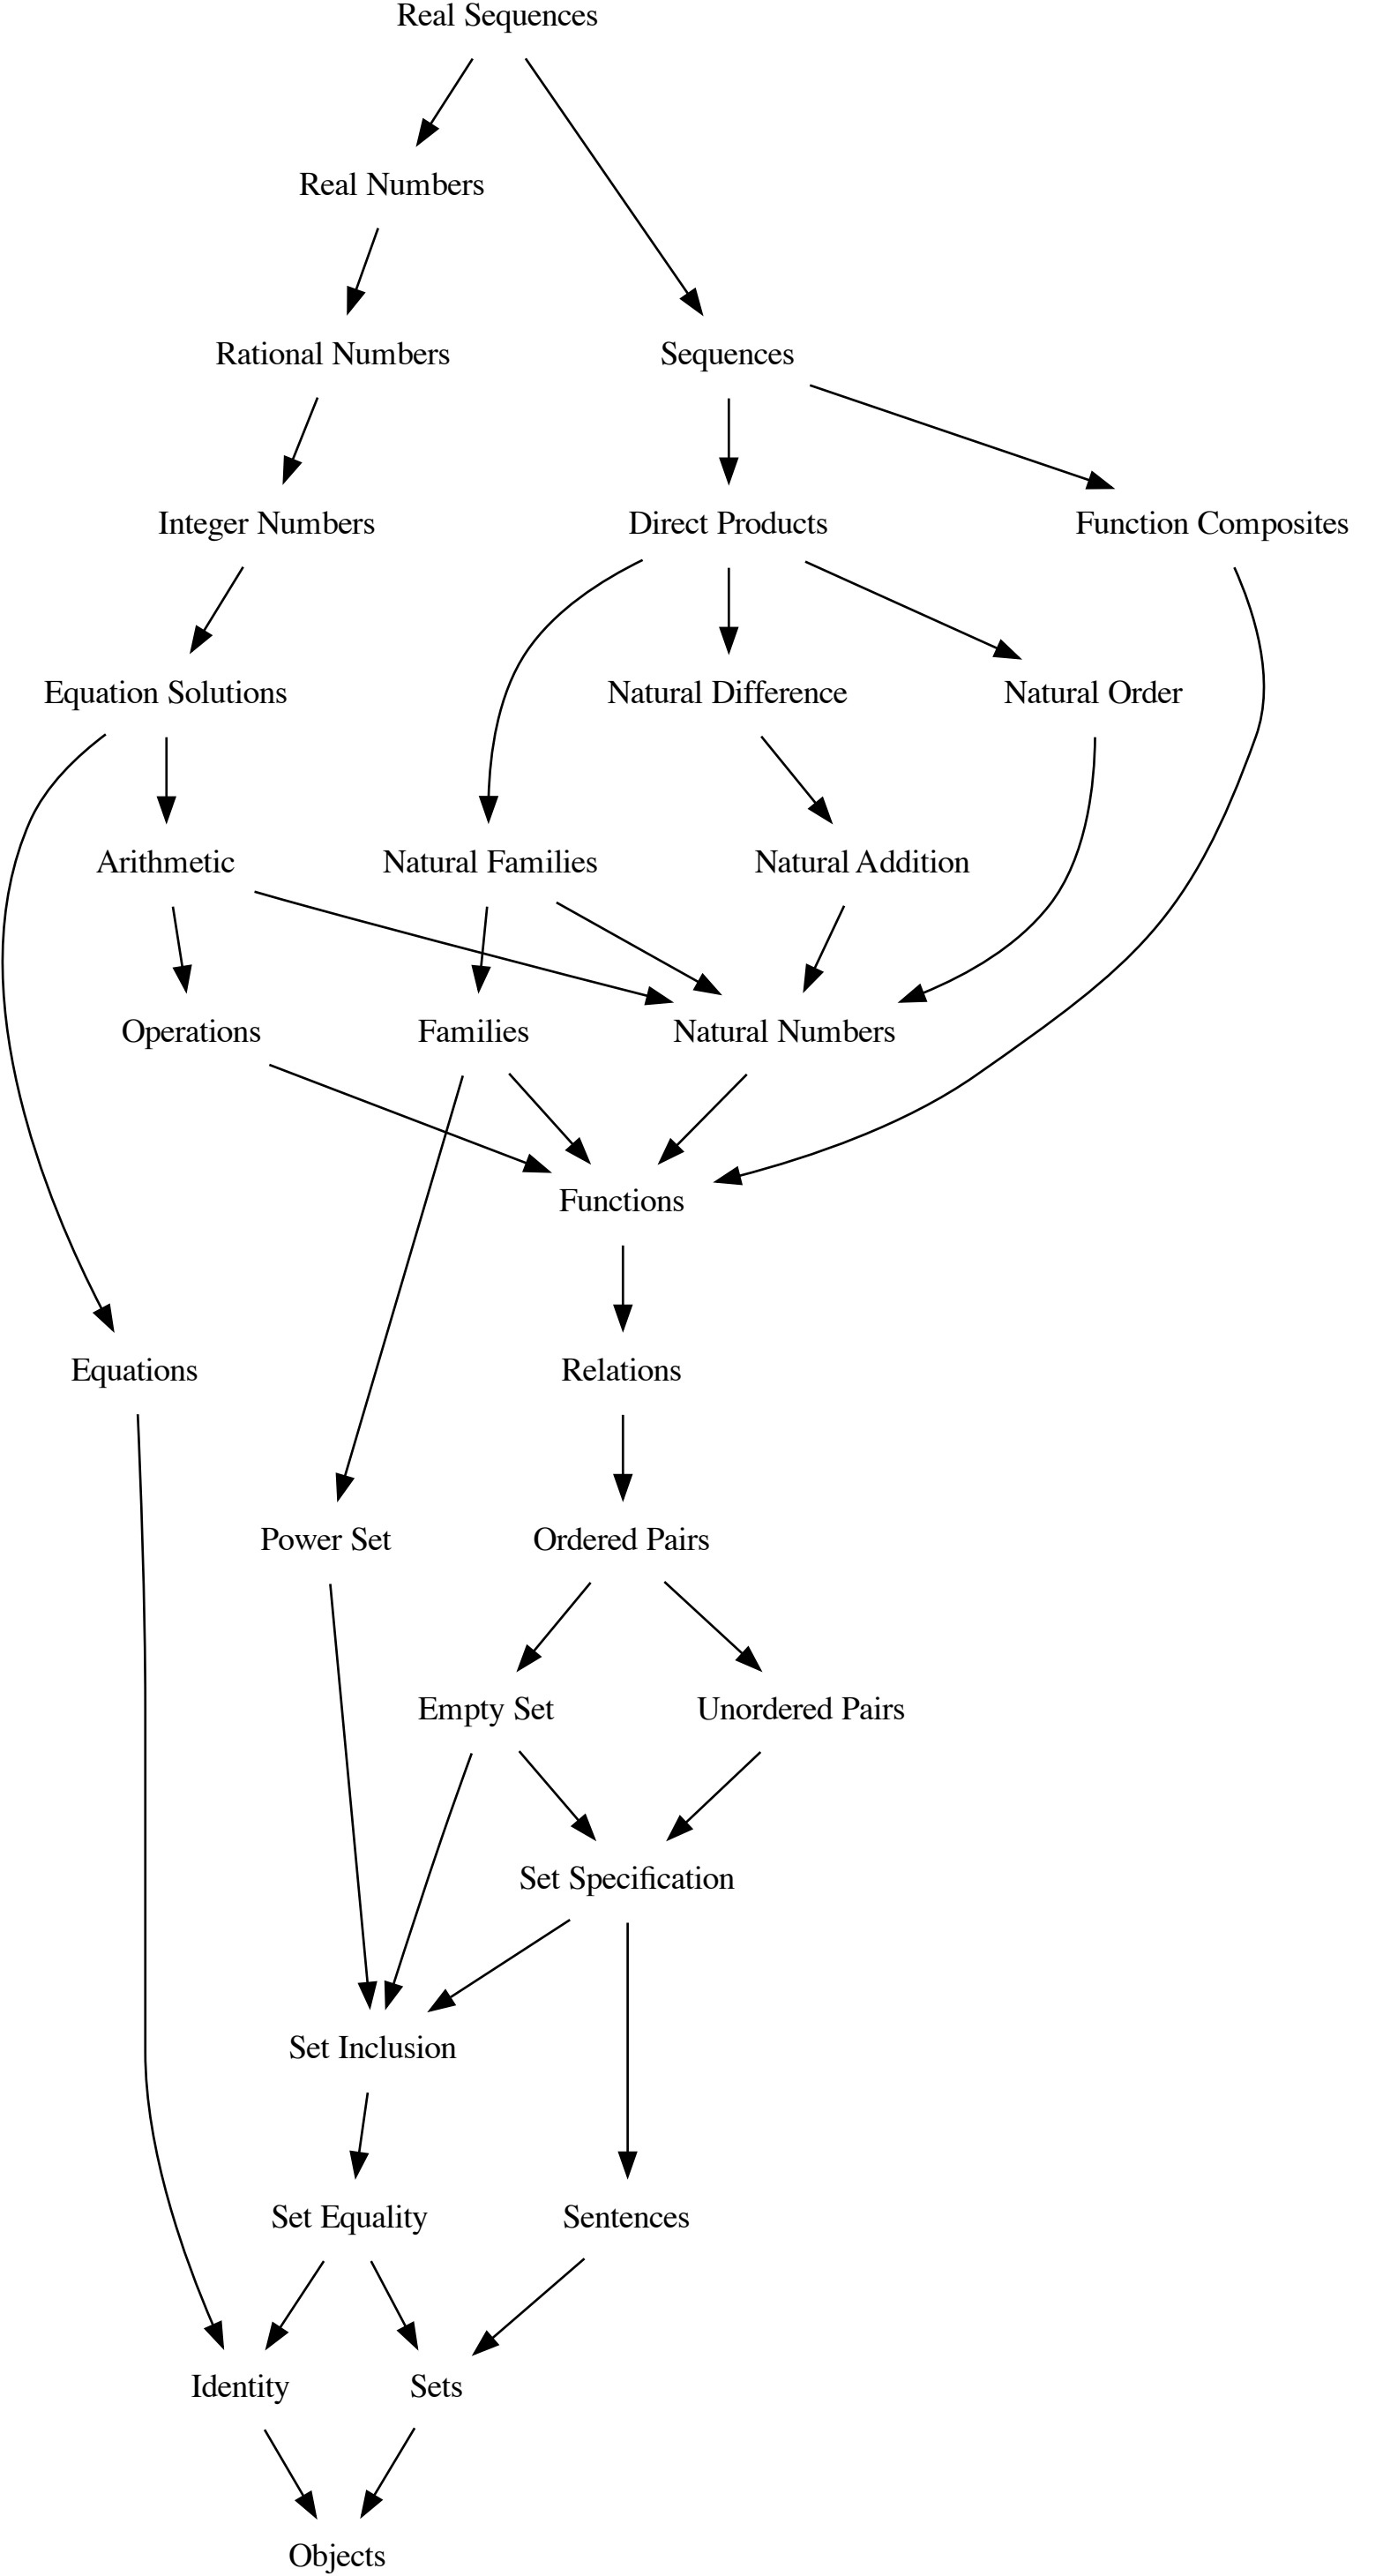 Real Sequences
Real Numbers
Rational Numbers
Sequences
Integer Numbers
Direct Products
Function Composites
Equation Solutions
Natural Difference
Natural Order
Arithmetic
Natural Families
Natural Addition
Operations
Families
Natural Numbers
Functions
Equations
Relations
Power Set
Ordered Pairs
Empty Set
Unordered Pairs
Set Specification
Set Inclusion
Set Equality
Sentences
Identity
Sets
Objects